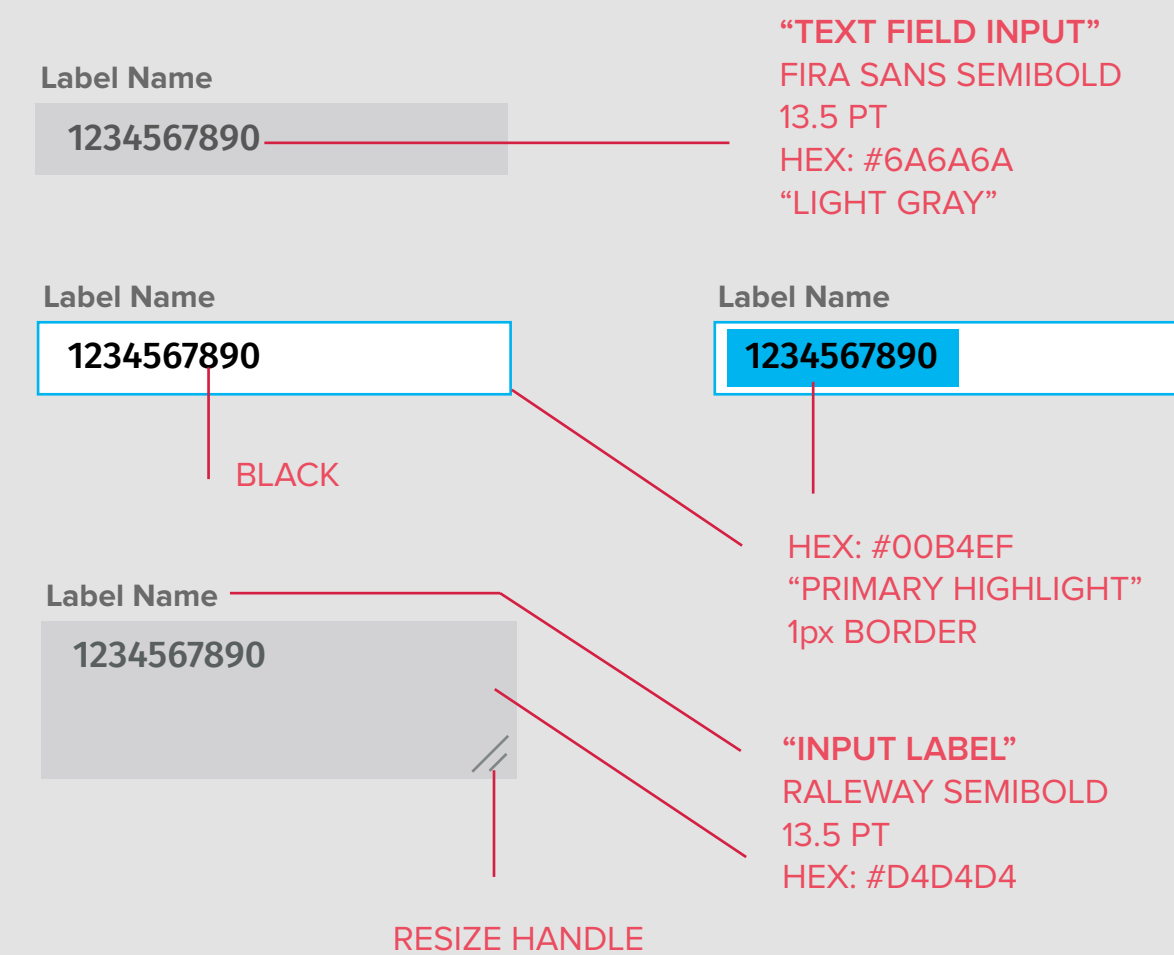 “TEXT FIELD INPUT”
FIRA SANS SEMIBOLD
13.5 PT
HEX: #6A6A6A
“LIGHT GRAY”
Label Name
1234567890
Label Name
1234567890
BLACK
Label Name
1234567890
HEX: #00B4EF
“PRIMARY HIGHLIGHT”
1px BORDER
Label Name
1234567890
“INPUT LABEL”
RALEWAY SEMIBOLD
13.5 PT
HEX: #D4D4D4
RESIZE HANDLE